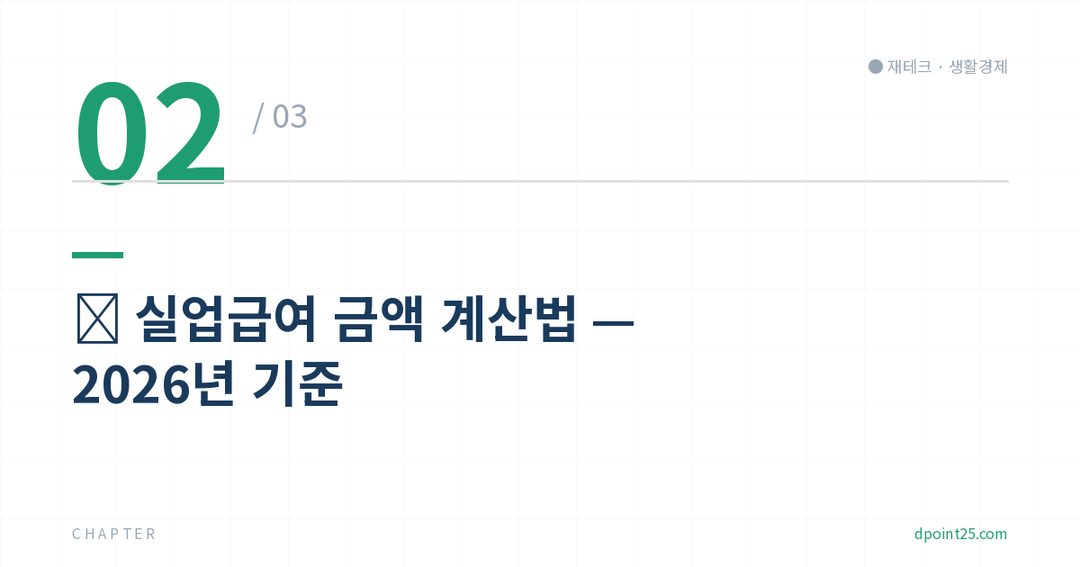 02 / 03
● 재테크 · 생활경제
실업급여 금액 계산법 —
2026년 기준
CHAPTER
dpoint25.com